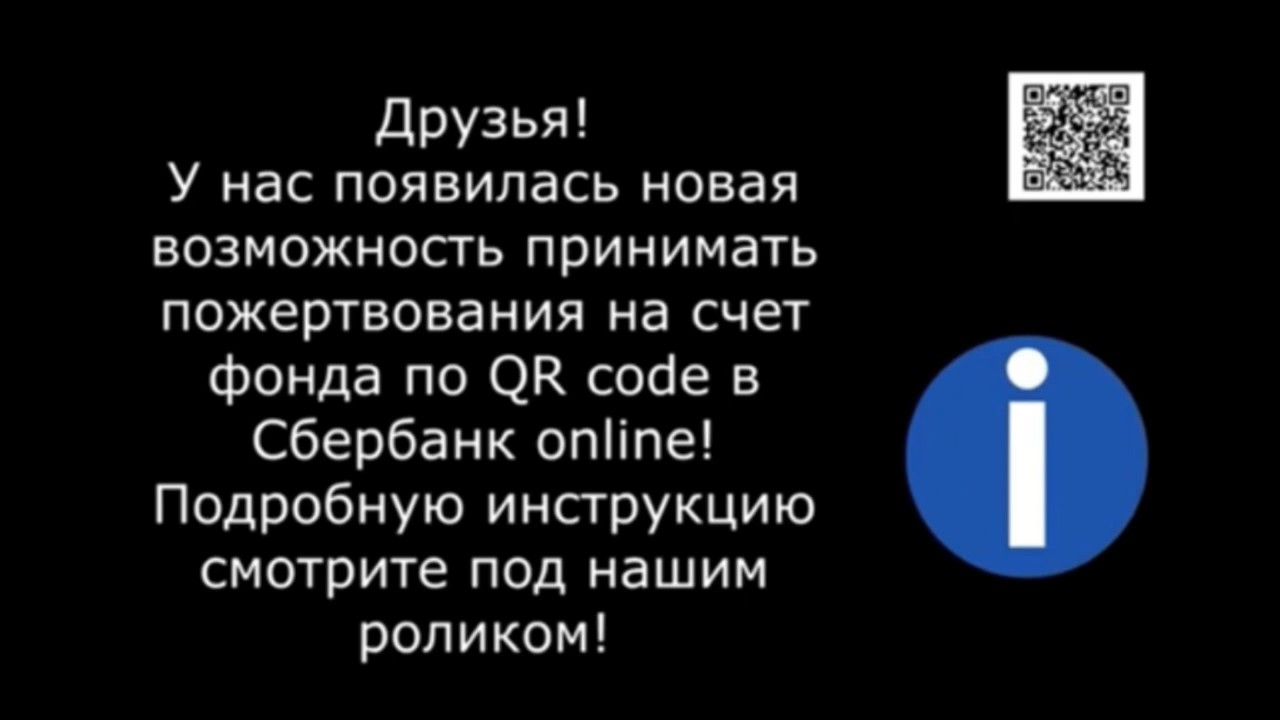 Друзья!
У нас появилась новая
возможность принимать
пожертвования на счет
фонда по QR code в
Сбербанк online!
Подробную инструкцию
смотрите под нашим
роликом!